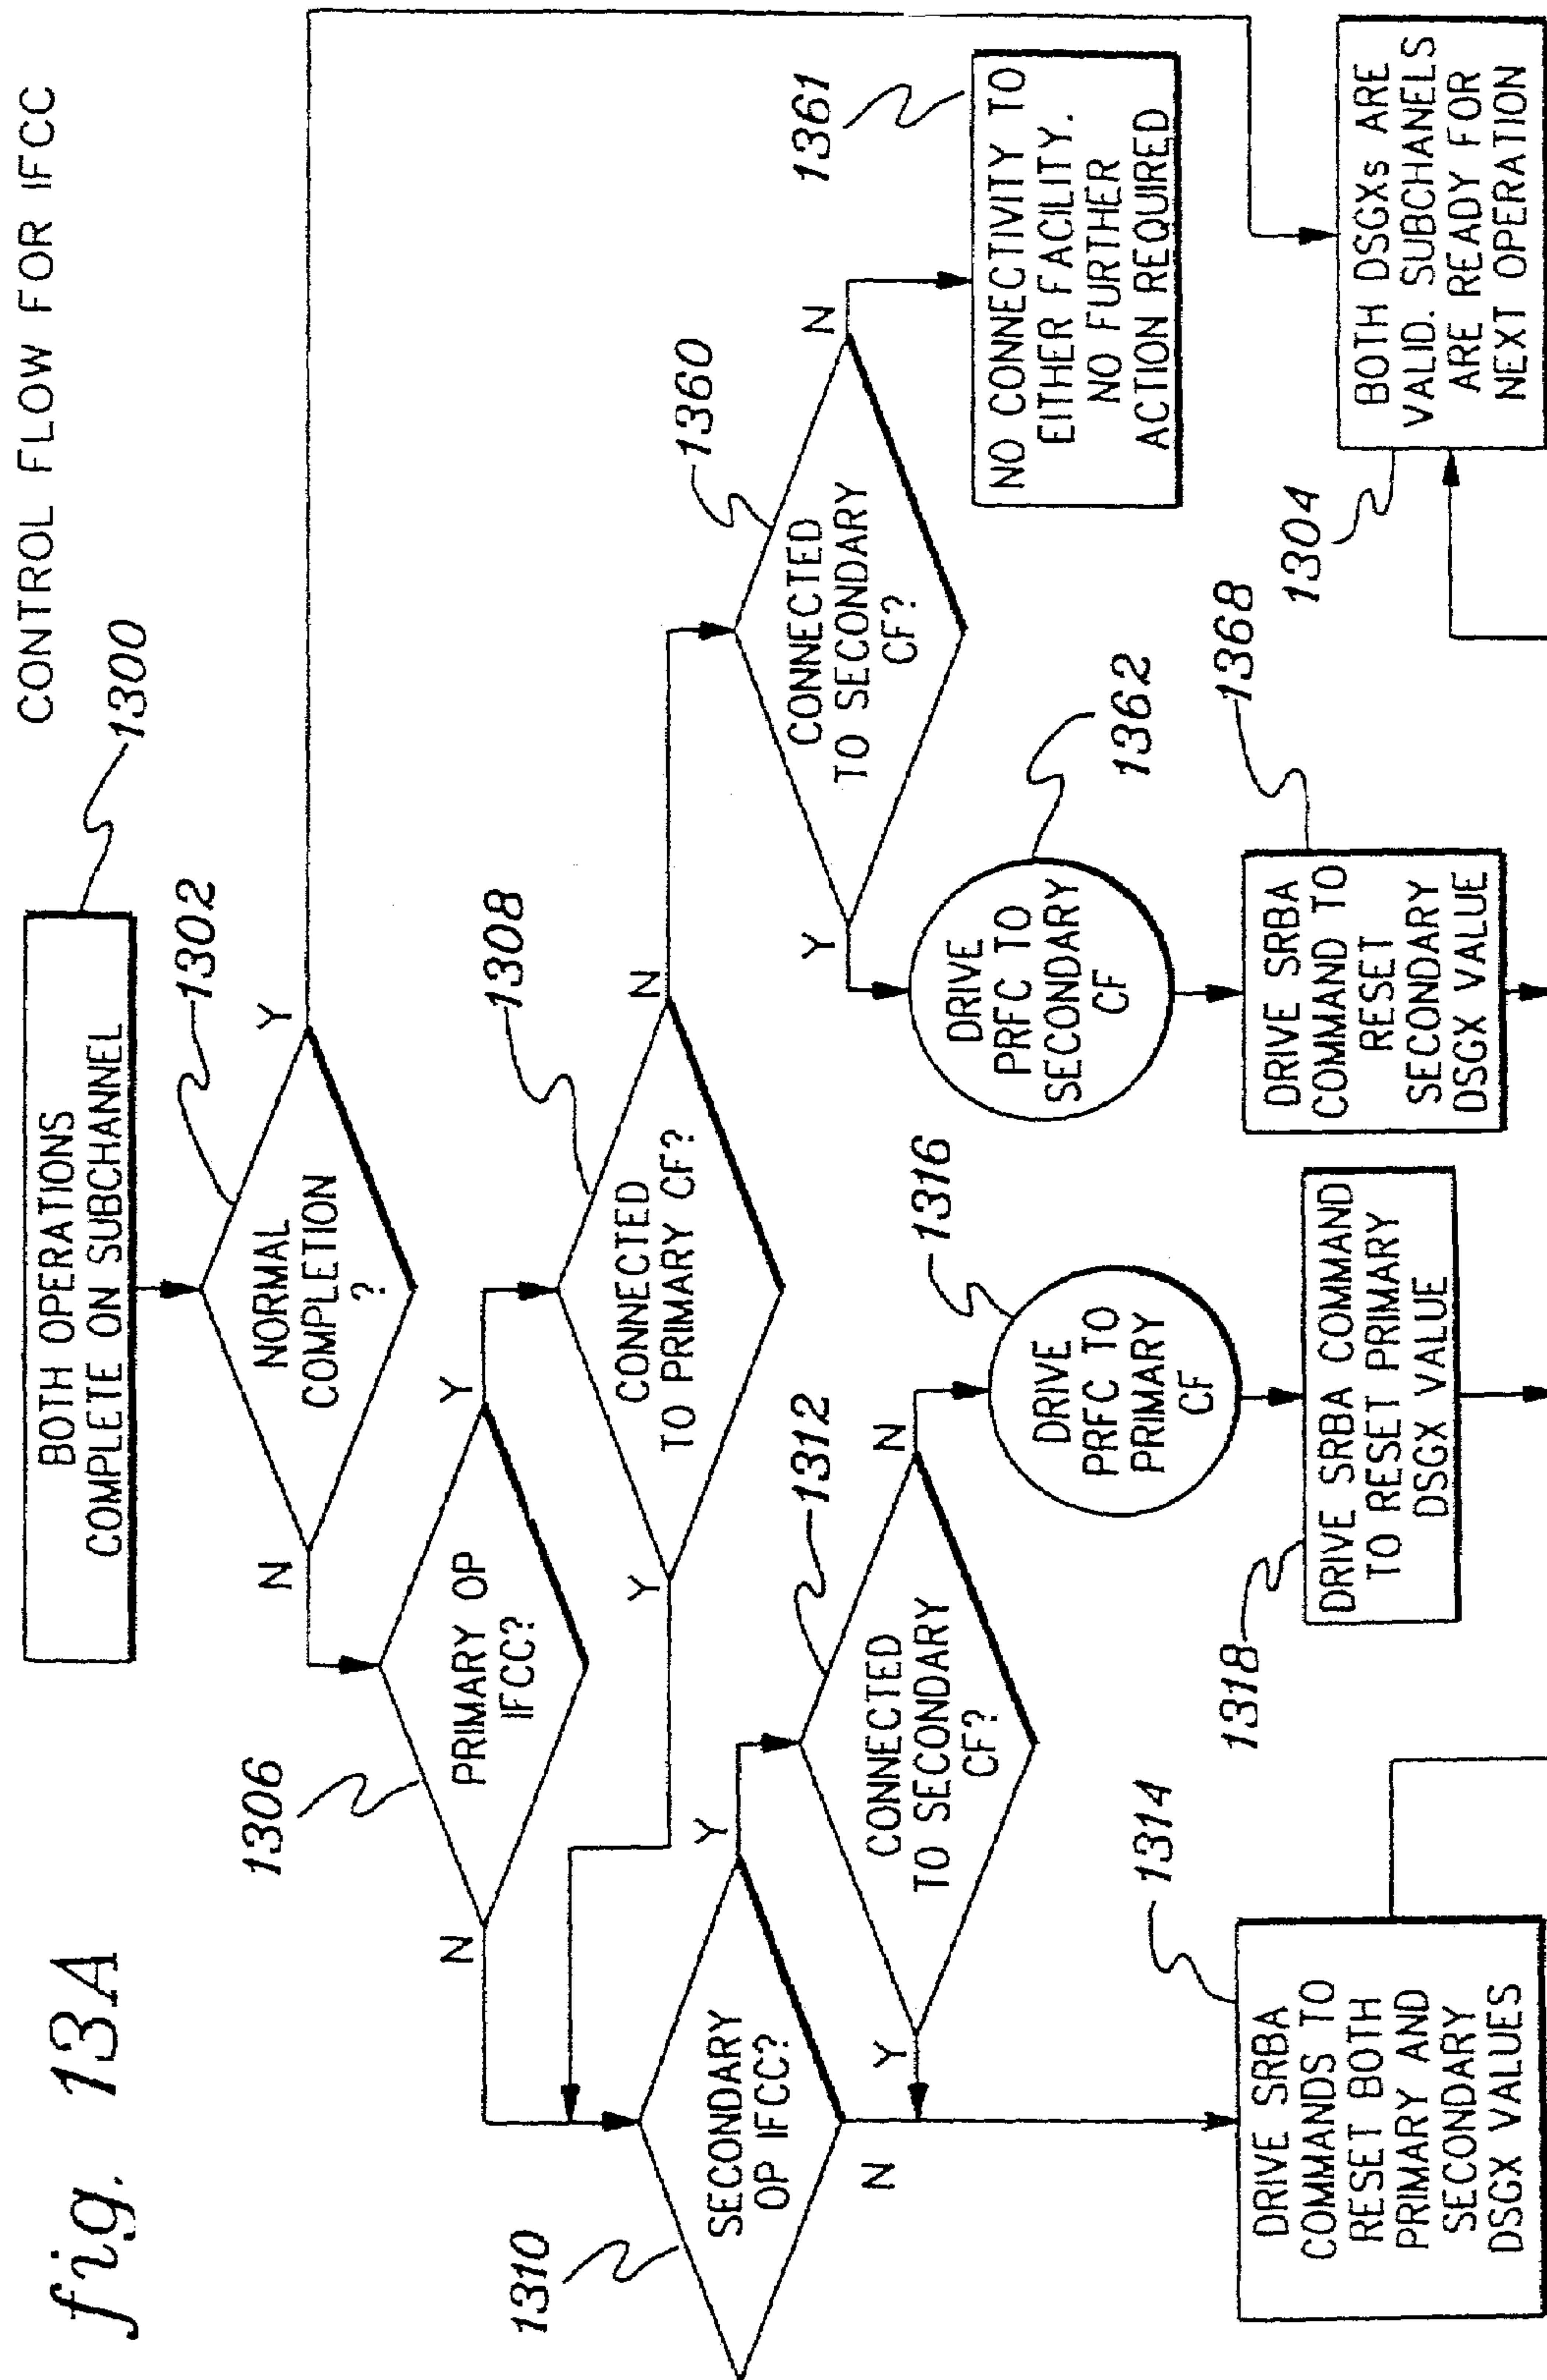 fig. 13A
CONTROL FLOW FOR IFCC
BOTH OPERATIONS
COMPLETE ON SUBCHANNEL
1300
NORMAL
COMPLETION
?
1302
N
Y
PRIMARY OP
IFCC?
1306
N
Y
CONNECTED
TO PRIMARY CF?
1308
Y
N
SECONDARY
OP IFCC?
1310
Y
N
CONNECTED
TO SECONDARY
CF?
1312
Y
N
CONNECTED
TO SECONDARY
CF?
1360
Y
N
NO CONNECTIVITY TO
EITHER FACILITY.
NO FURTHER
ACTION REQUIRED
1361
DRIVE
PRFC TO
PRIMARY
CF
1316
DRIVE
PRFC TO
SECONDARY
CF
1362
DRIVE SRBA
COMMANDS TO
RESET BOTH
PRIMARY AND
SECONDARY
DSGX VALUES
1314
DRIVE SRBA COMMAND
TO RESET PRIMARY
DSGX VALUE
1318
DRIVE SRBA
COMMAND TO
RESET
SECONDARY
DSGX VALUE
1368
BOTH DSGXs ARE
VALID. SUBCHANNELS
ARE READY FOR
NEXT OPERATION
1304